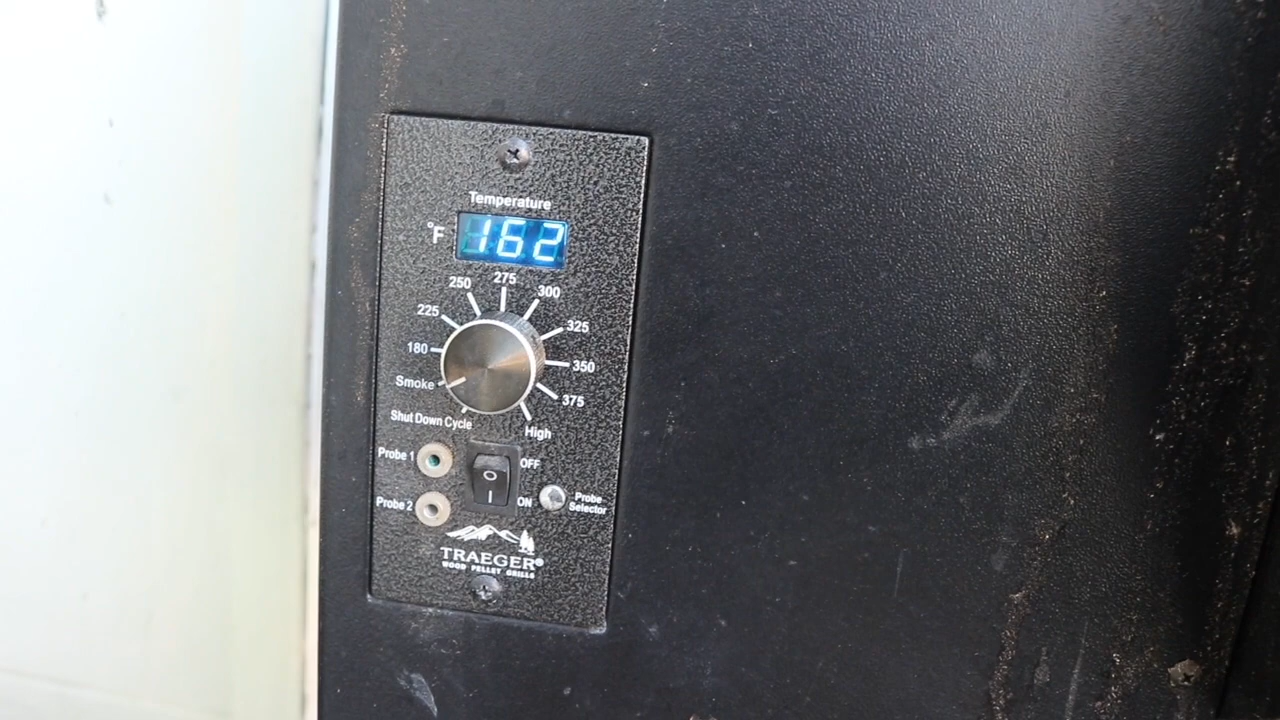 Temperature
°F 162
275
250 300
225 325
180 350
Smoke 375
Shut Down Cycle High
Probe 1 OFF
Probe 2 ON Probe Selector
TRAEGER®
WOOD PELLET GRILLS